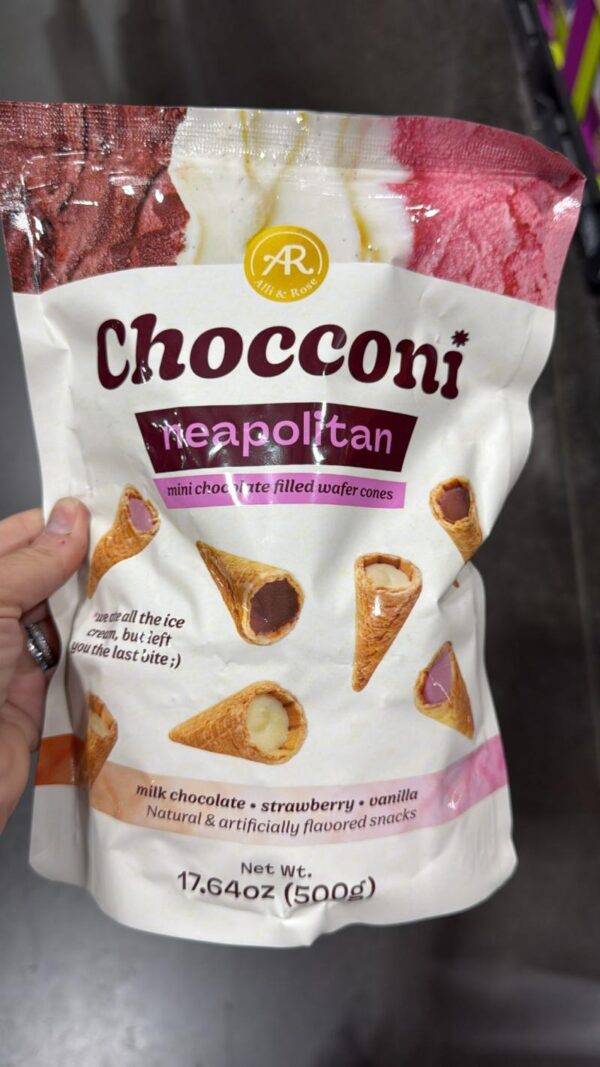 AR
Alli & Rose
Chocconi*
neapolitan
mini chocolate filled wafer cones
*we ate all the ice
cream, but left
you the last bite ;)
milk chocolate • strawberry • vanilla
Natural & artificially flavored snacks
Net Wt.
17.64oz (500g)